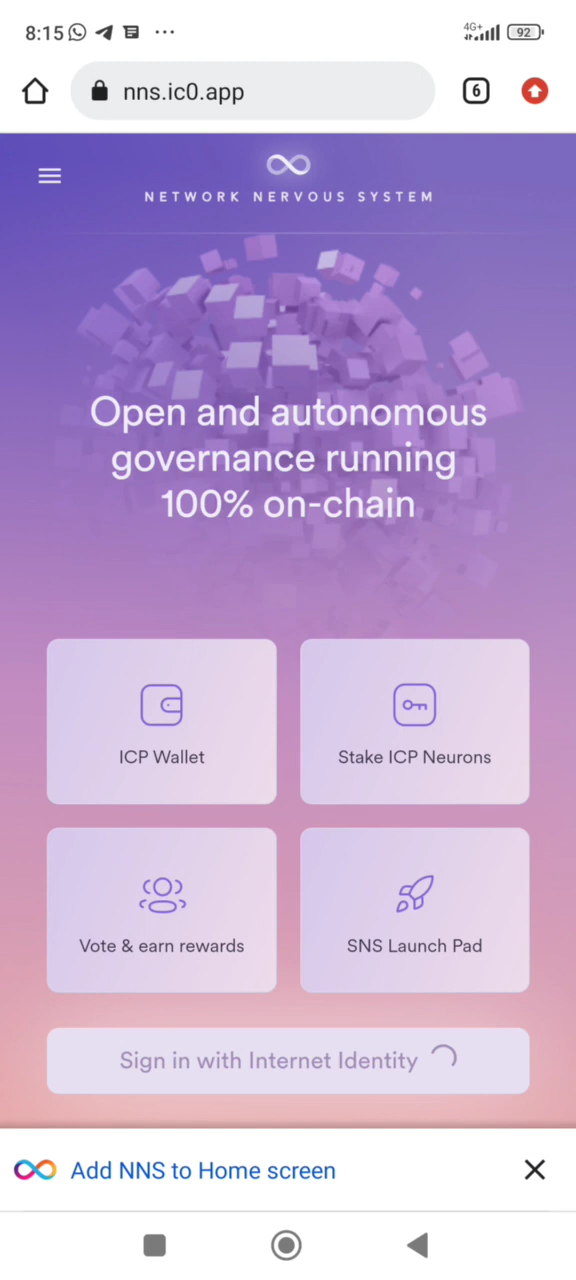 8:15
4G+
92
nns.ic0.app
6
NETWORK NERVOUS SYSTEM
Open and autonomous
governance running
100% on-chain
ICP Wallet
Stake ICP Neurons
Vote & earn rewards
SNS Launch Pad
Sign in with Internet Identity
Add NNS to Home screen